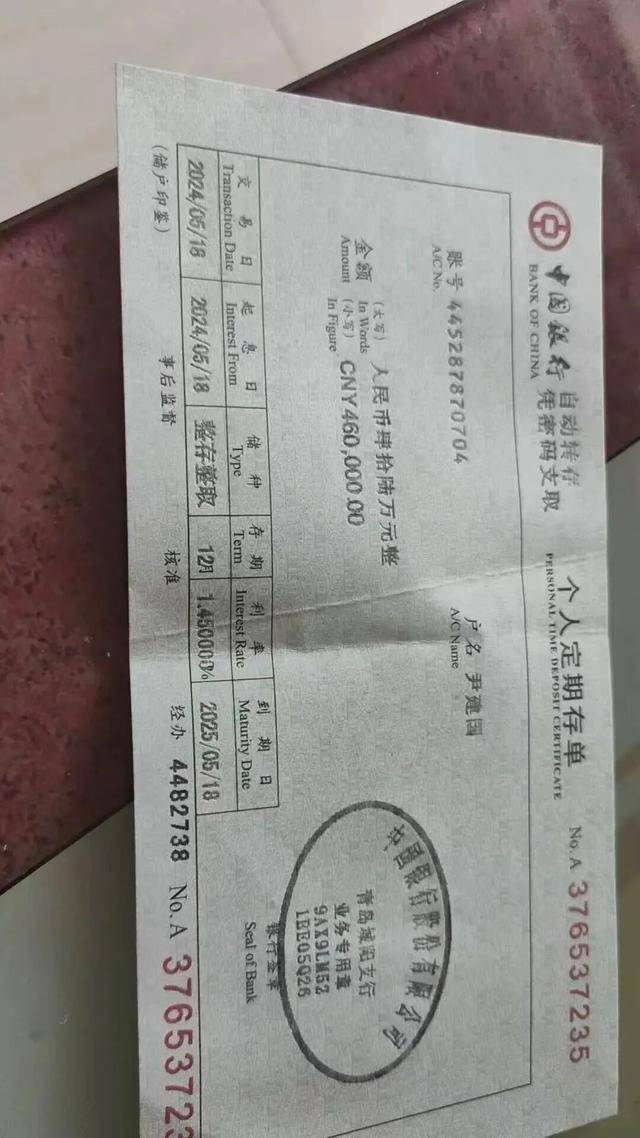 中国银行
BANK OF CHINA
自动转存
凭密码支取
个人定期存单
PERSONAL TIME DEPOSIT CERTIFICATE
No. A 376537235
账号 445287870704
A/C No.
户名 尹建国
A/C Name
金额 (大写) 人民币肆拾陆万元整
Amount In Words
(小写) CNY460,000.00
In Figure
交易日 起息日 储种 存期 利率 到期日
Transaction Date Interest From Type Term Interest Rate Maturity Date
2024/05/18 2024/05/18 整存整取 12月 1.450000% 2025/05/18
中国银行股份有限公司
青岛城阳支行
业务专用章
9AX9LM52
1EE05Q26
银行签章
Seal of Bank
(储户印鉴) 事后监督 核准 经办 4482738 No. A 37653723